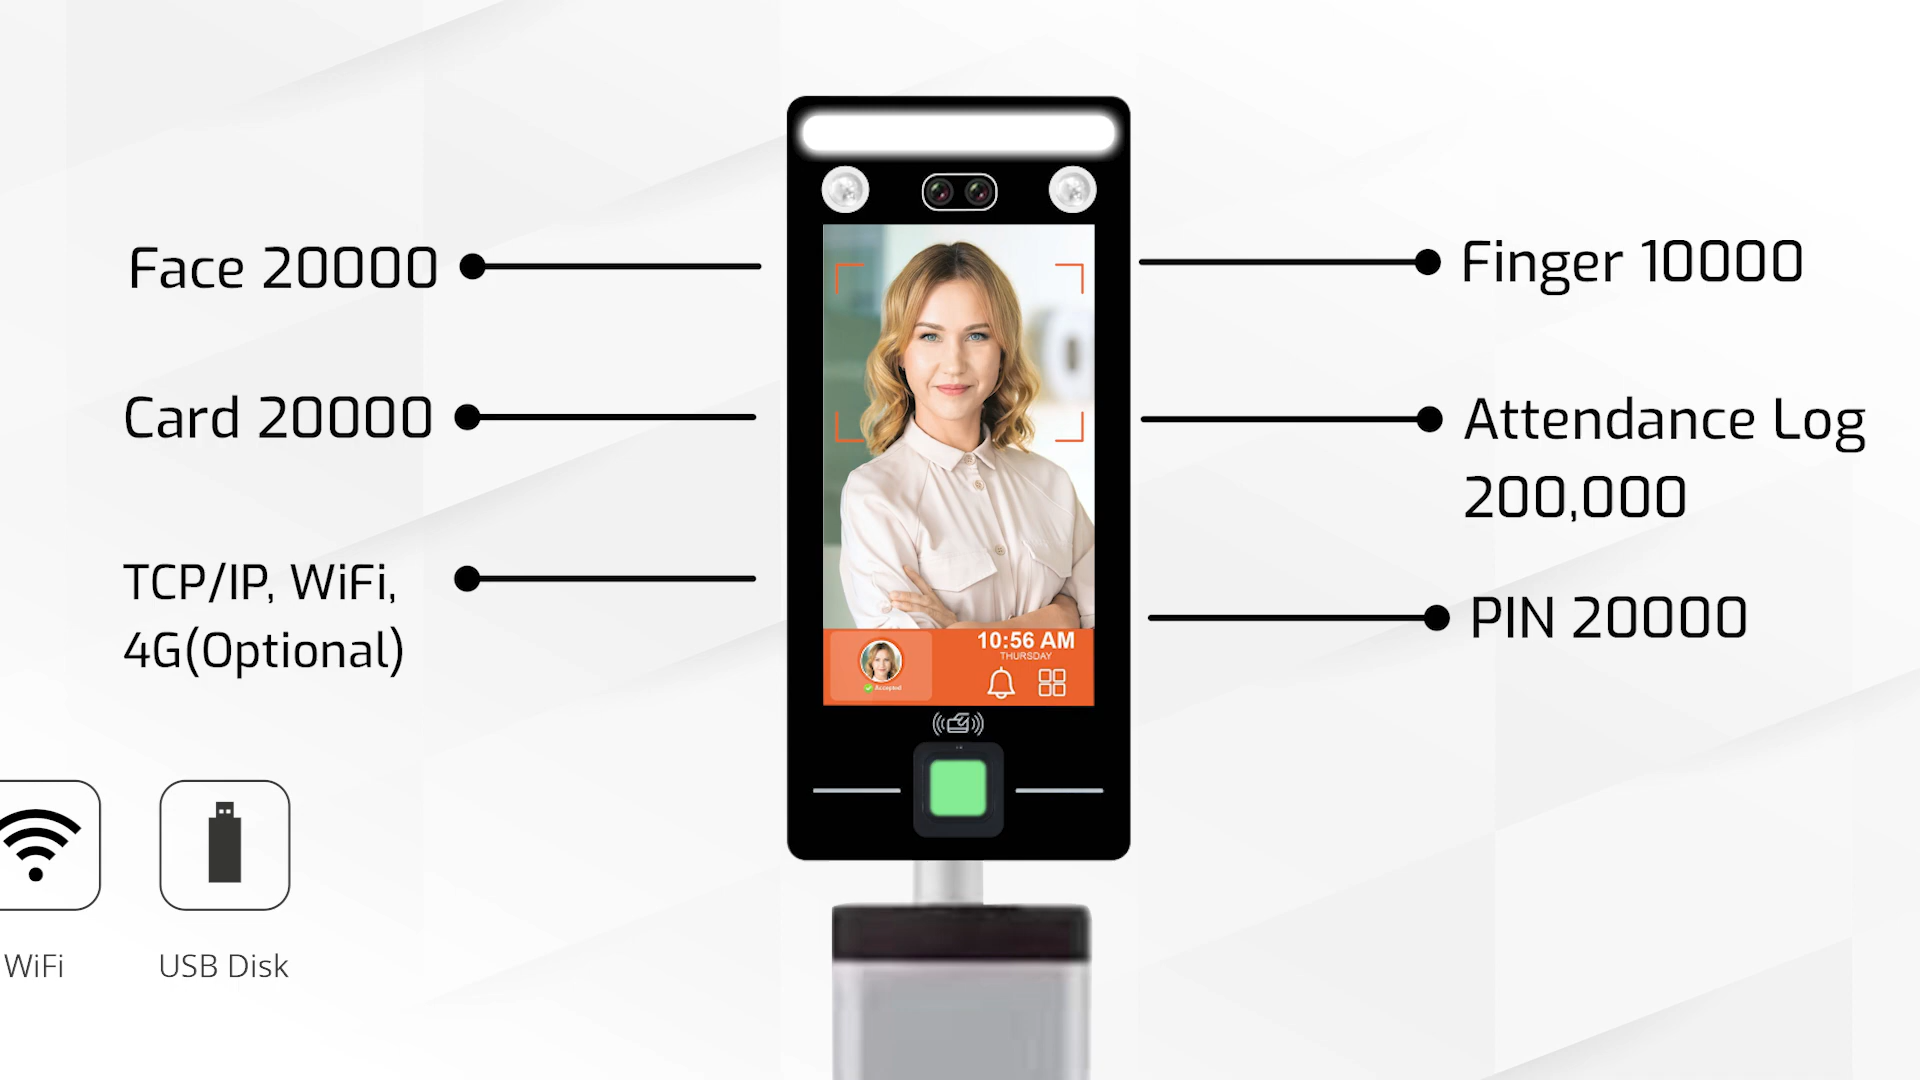 Face 20000
Card 20000
TCP/IP, WiFi,
4G(Optional)
Finger 10000
Attendance Log
200,000
PIN 20000
10:56 AM
THURSDAY
Accepted
WiFi
USB Disk